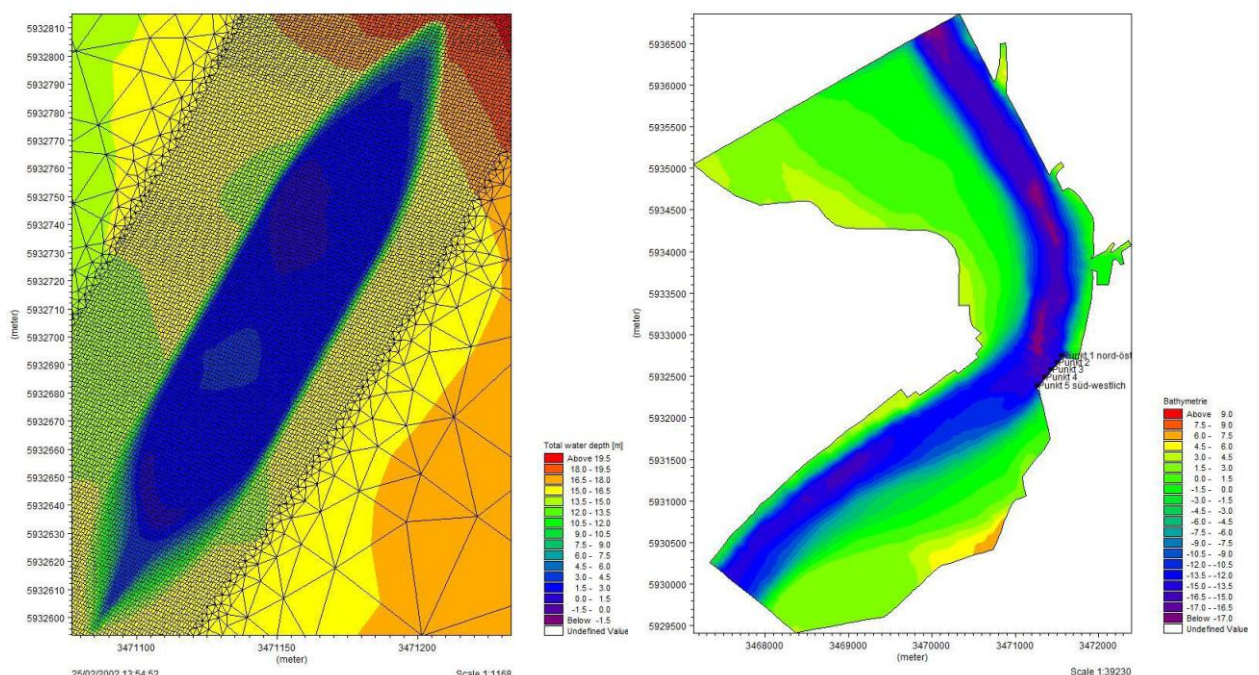 5932810
5932800
5932790
5932780
5932770
5932760
5932750
5932740
5932730
5932720
5932710
5932700
5932690
5932680
5932670
5932660
5932650
5932640
5932630
5932620
5932610
5932600
(meter)
3471100
3471150
3471200
(meter)
25/02/2002 13:54:52
Scale 1:1168
Total water depth [m]
Above 19.5
18.0 - 19.5
16.5 - 18.0
15.0 - 16.5
13.5 - 15.0
12.0 - 13.5
10.5 - 12.0
9.0 - 10.5
7.5 - 9.0
6.0 - 7.5
4.5 - 6.0
3.0 - 4.5
1.5 - 3.0
0.0 - 1.5
-1.5 - 0.0
Below -1.5
Undefined Value
5936500
5936000
5935500
5935000
5934500
5934000
5933500
5933000
5932500
5932000
5931500
5931000
5930500
5930000
5929500
(meter)
Punkt 1 nord-öst
Punkt 2
Punkt 3
Punkt 4
Punkt 5 süd-westlich
3468000
3469000
3470000
3471000
3472000
(meter)
Scale 1:39230
Bathymetrie
Above 9.0
7.5 - 9.0
6.0 - 7.5
4.5 - 6.0
3.0 - 4.5
1.5 - 3.0
0.0 - 1.5
-1.5 - 0.0
-3.0 - -1.5
-4.5 - -3.0
-6.0 - -4.5
-7.5 - -6.0
-9.0 - -7.5
-10.5 - -9.0
-12.0 - -10.5
-13.5 - -12.0
-15.0 - -13.5
-16.5 - -15.0
-17.0 - -16.5
Below -17.0
Undefined Value